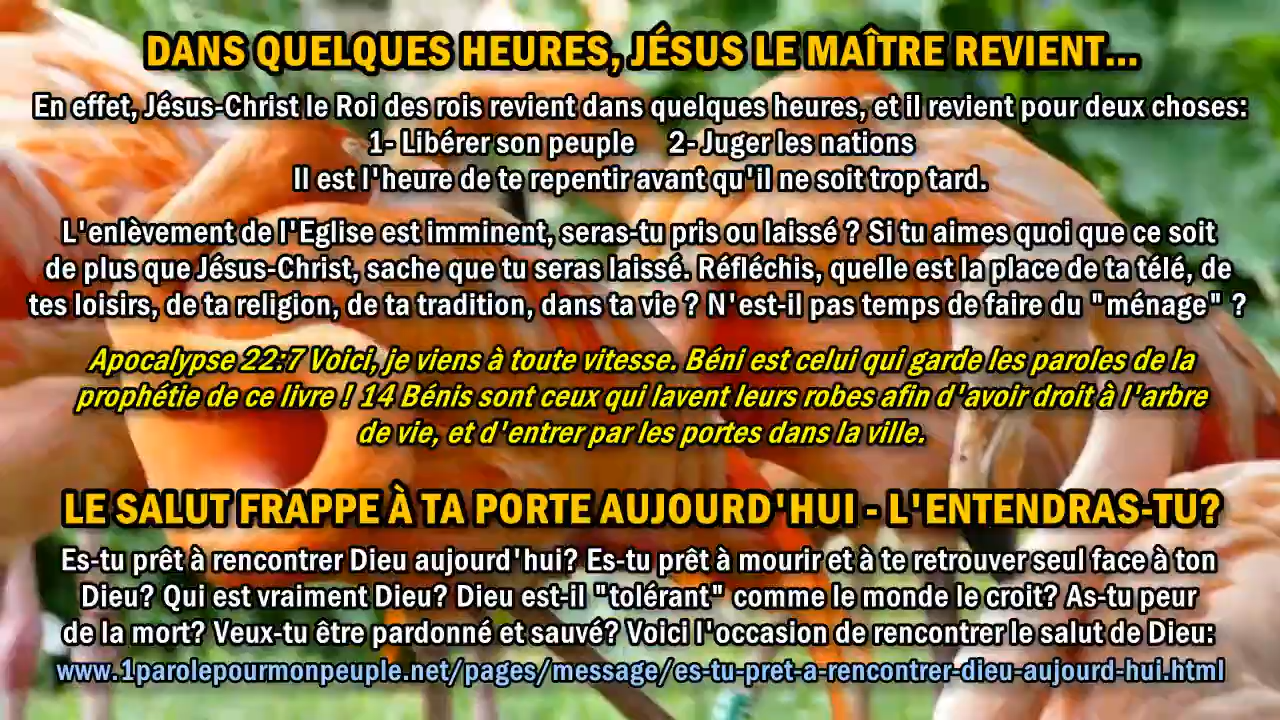 DANS QUELQUES HEURES, JÉSUS LE MAÎTRE REVIENT...
En effet, Jésus-Christ le Roi des rois revient dans quelques heures, et il revient pour deux choses:
1- Libérer son peuple 2- Juger les nations
Il est l'heure de te repentir avant qu'il ne soit trop tard.
L'enlèvement de l'Eglise est imminent, seras-tu pris ou laissé ? Si tu aimes quoi que ce soit
de plus que Jésus-Christ, sache que tu seras laissé. Réfléchis, quelle est la place de ta télé, de
tes loisirs, de ta religion, de ta tradition, dans ta vie ? N'est-il pas temps de faire du "ménage" ?
Apocalypse 22:7 Voici, je viens à toute vitesse. Béni est celui qui garde les paroles de la
prophétie de ce livre ! 14 Bénis sont ceux qui lavent leurs robes afin d'avoir droit à l'arbre
de vie, et d'entrer par les portes dans la ville.
LE SALUT FRAPPE À TA PORTE AUJOURD'HUI - L'ENTENDRAS-TU?
Es-tu prêt à rencontrer Dieu aujourd'hui? Es-tu prêt à mourir et à te retrouver seul face à ton
Dieu? Qui est vraiment Dieu? Dieu est-il "tolérant" comme le monde le croit? As-tu peur
de la mort? Veux-tu être pardonné et sauvé? Voici l'occasion de rencontrer le salut de Dieu:
www.1parolepourmonpeuple.net/pages/message/es-tu-pret-a-rencontrer-dieu-aujourd-hui.html